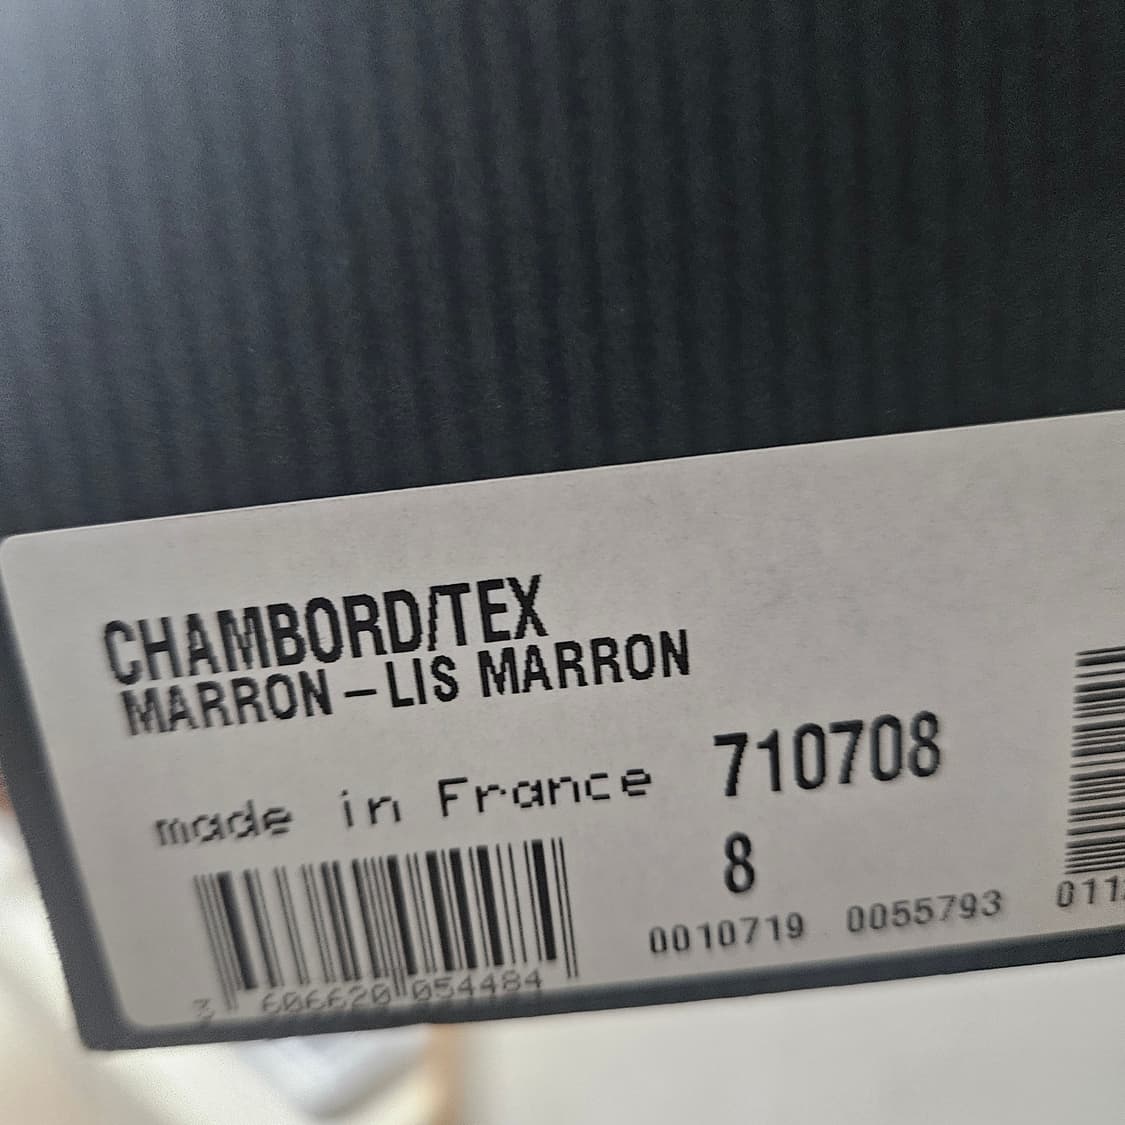 CHAMBORD/TEX
MARRON – LIS MARRON
made in France 710708
8
0010719 0055793
3 606620 054484